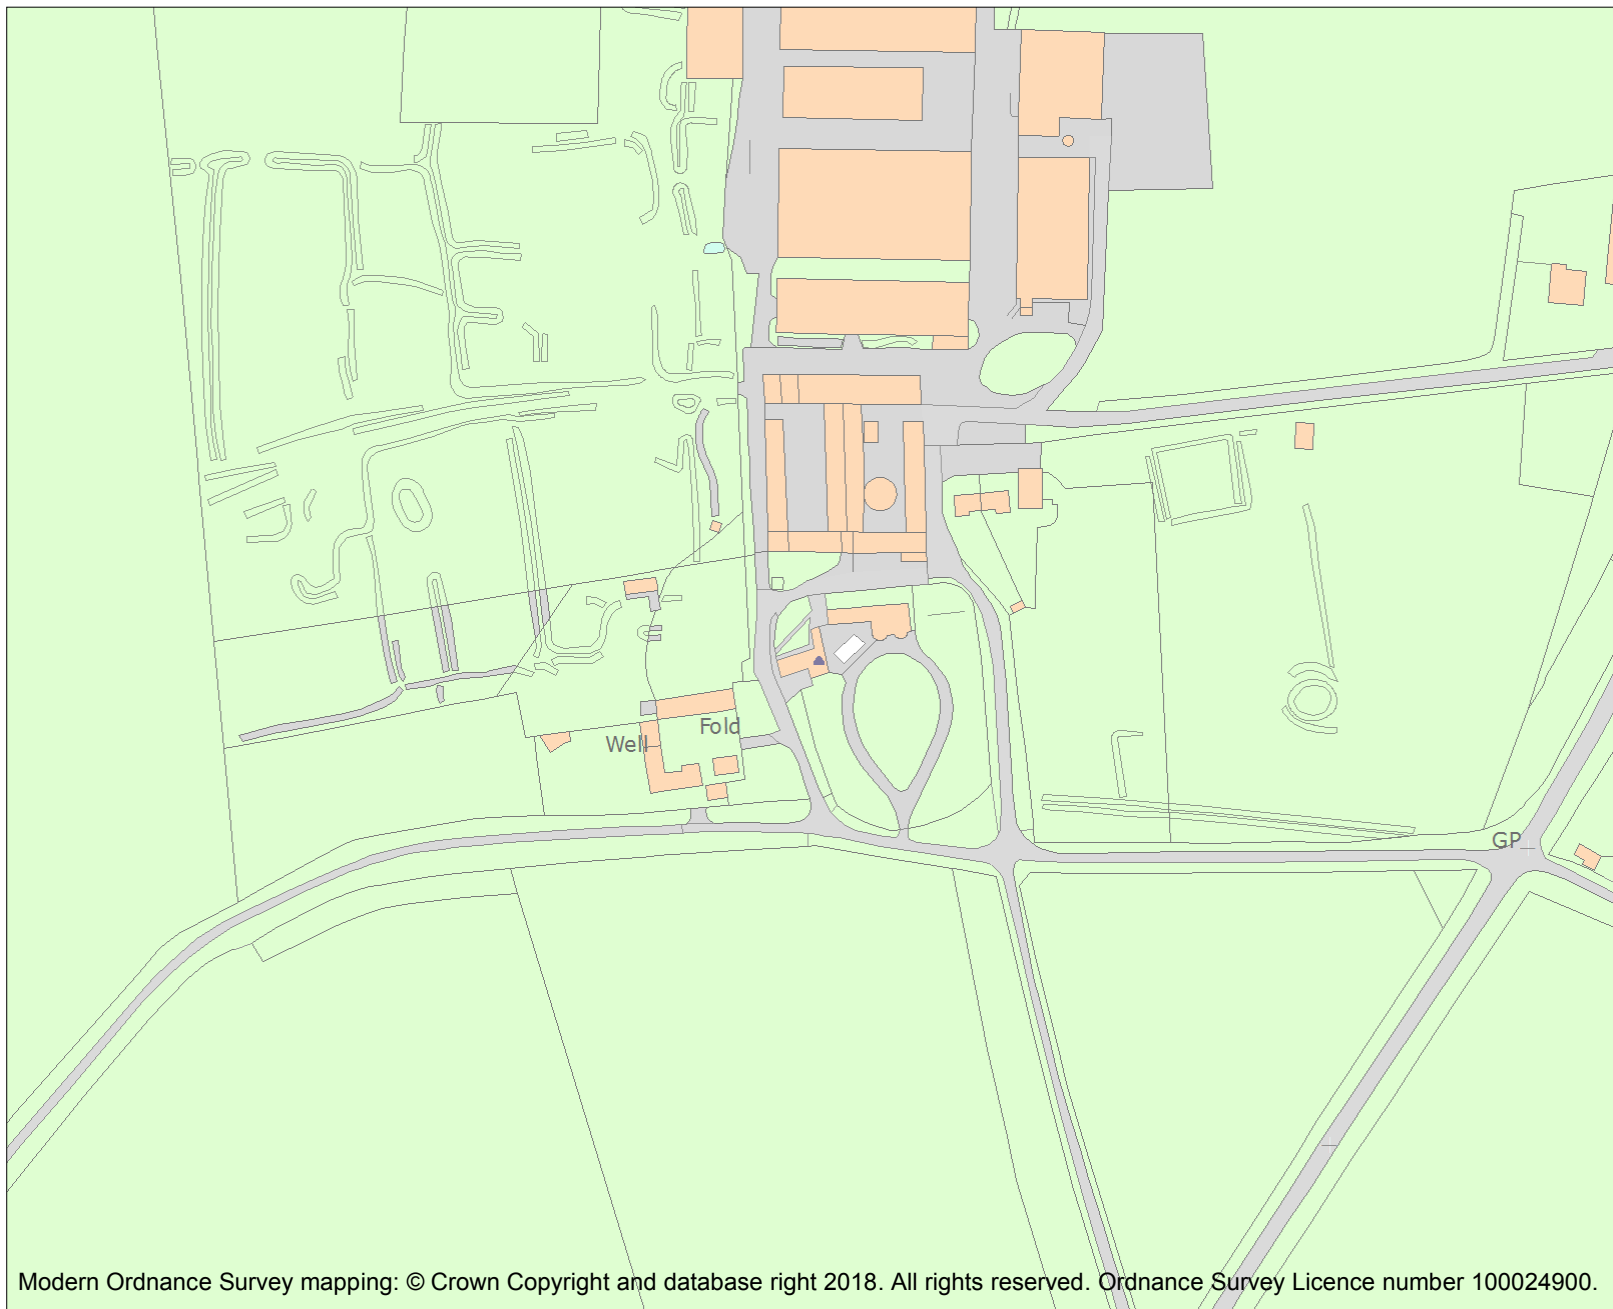 Fold
Well
GP
Modern Ordnance Survey mapping: © Crown Copyright and database right 2018. All rights reserved. Ordnance Survey Licence number 100024900.